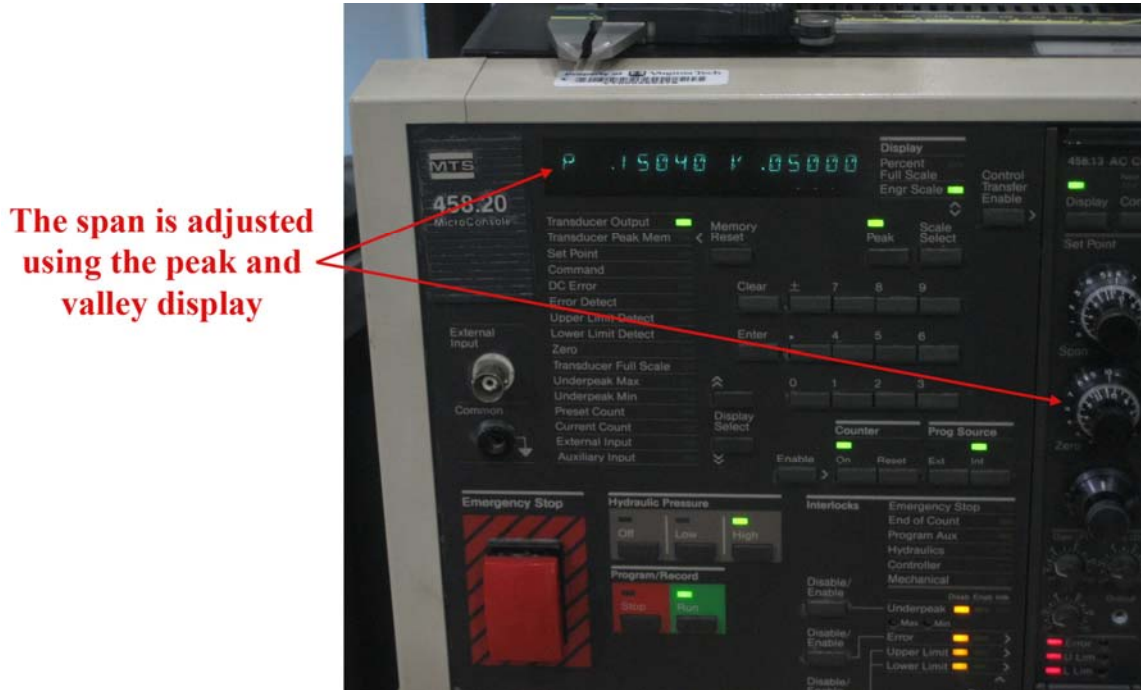 The span is adjusted
using the peak and
valley display
Property of Virginia Tech
MTS
458.20
MicroConsole
P .15040 V .05000
Display
Percent
Full Scale
Engr Scale
Control
Transfer
Enable
458.13 AC
Display
Set Point
Span
Zero
Transducer Output
Transducer Peak Mem
Set Point
Command
DC Error
Error Detect
Upper Limit Detect
Lower Limit Detect
Zero
Transducer Full Scale
Underpeak Max
Underpeak Min
Preset Count
Current Count
External Input
Auxiliary Input
< Memory
Reset
Peak
Scale
Select
Clear ± 7 8 9
Enter . 4 5 6
0 1 2 3
Display
Select
External
Input
Common
Counter
Prog Source
Enable > On Reset Ext Int
Emergency Stop
Hydraulic Pressure
Off Low High
Program/Record
Stop Run
Interlocks
Emergency Stop
End of Count
Program Aux
Hydraulics
Controller
Mechanical
Disable/
Enable
Underpeak
Max Min
Disable/
Enable
Error >
Upper Limit >
Lower Limit >
Disable/
Output
Error
U Lim
L Lim